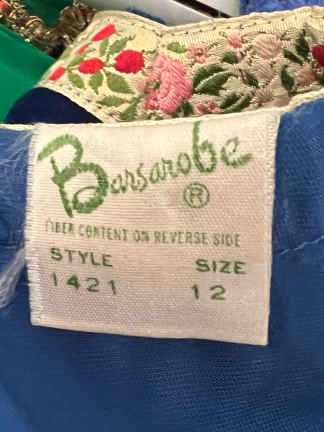 Barsarobe
®
FIBER CONTENT ON REVERSE SIDE
STYLE SIZE
1421 12